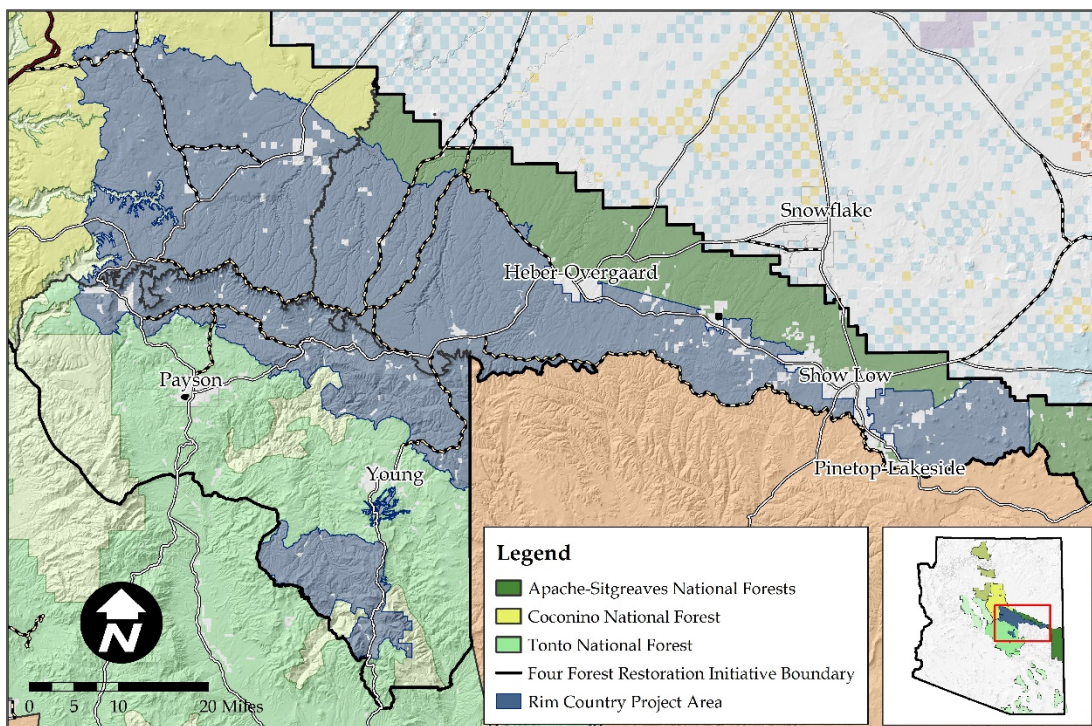 Snowflake
Heber-Overgaard
Show Low
Payson
Pinetop-Lakeside
Young
Legend
Apache-Sitgreaves National Forests
Coconino National Forest
Tonto National Forest
Four Forest Restoration Initiative Boundary
Rim Country Project Area
N
0 5 10 20 Miles